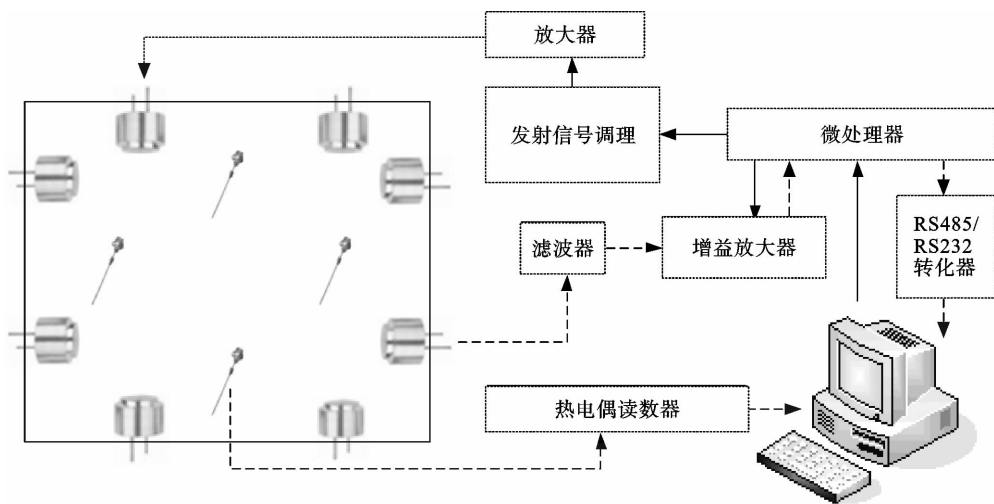 放大器
发射信号调理
微处理器
滤波器
增益放大器
RS485/
RS232
转化器
热电偶读数器